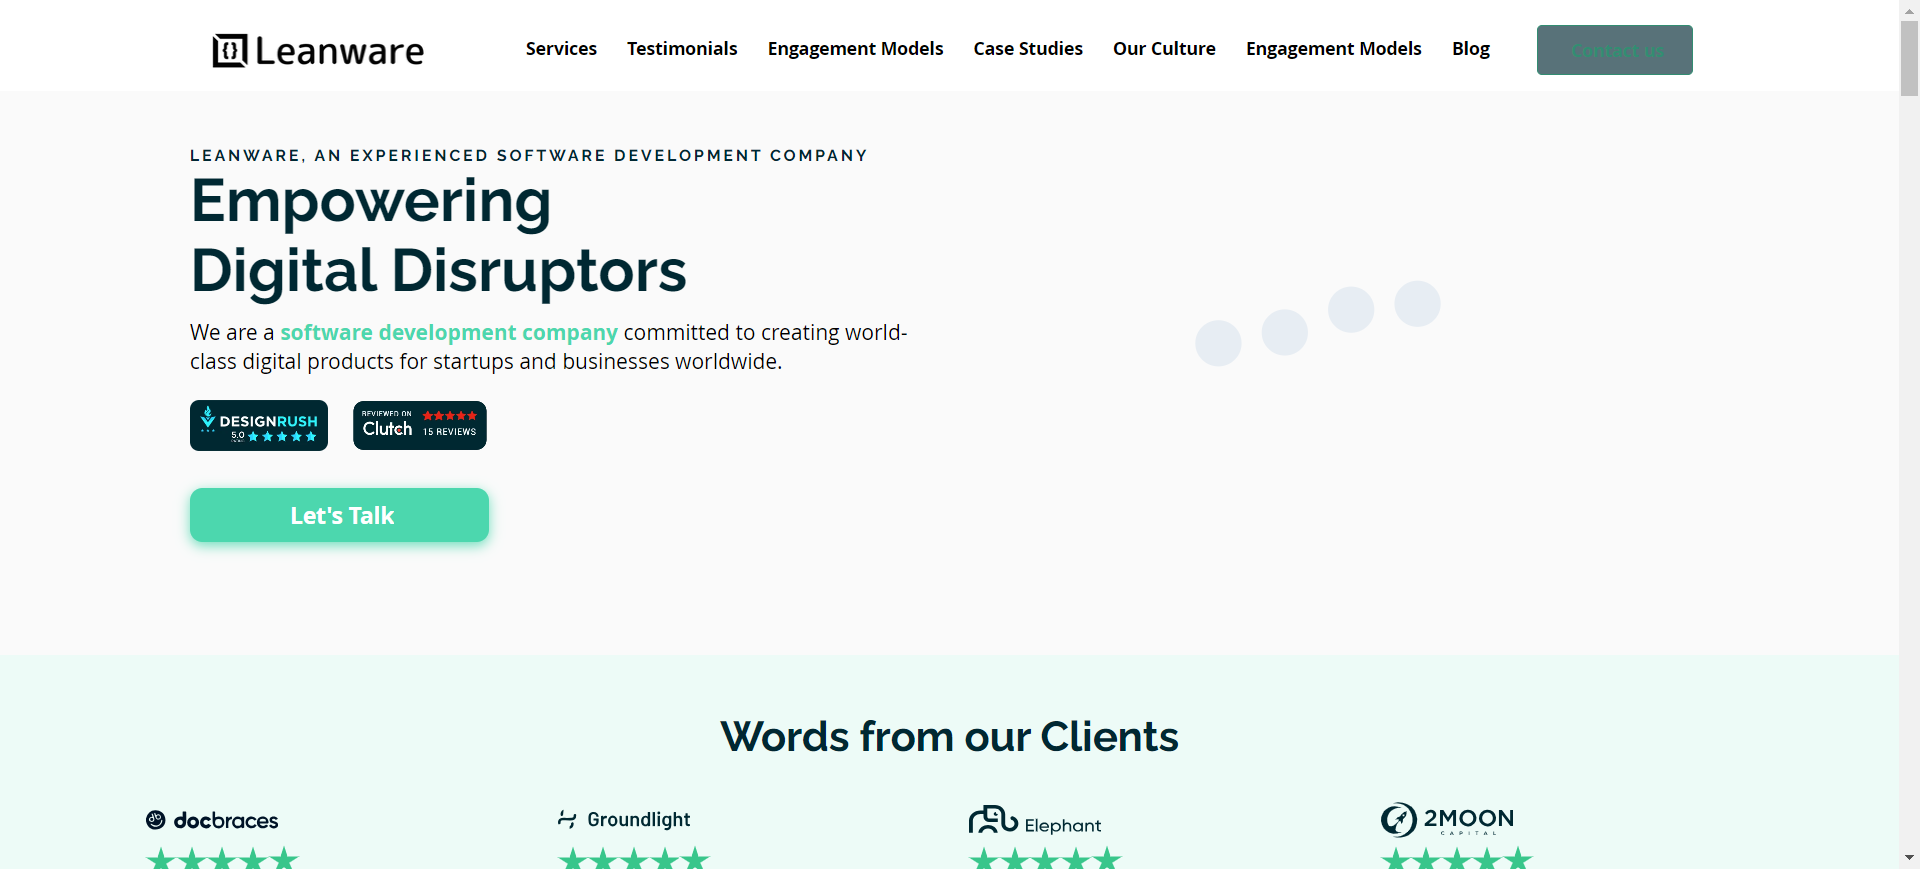 Leanware
Services Testimonials Engagement Models Case Studies Our Culture Engagement Models Blog Contact us
LEANWARE, AN EXPERIENCED SOFTWARE DEVELOPMENT COMPANY
Empowering
Digital Disruptors
We are a software development company committed to creating world-
class digital products for startups and businesses worldwide.
DESIGNRUSH
5.0
REVIEWED ON
Clutch
15 REVIEWS
Let's Talk
Words from our Clients
docbraces
Groundlight
Elephant
2MOON
CAPITAL